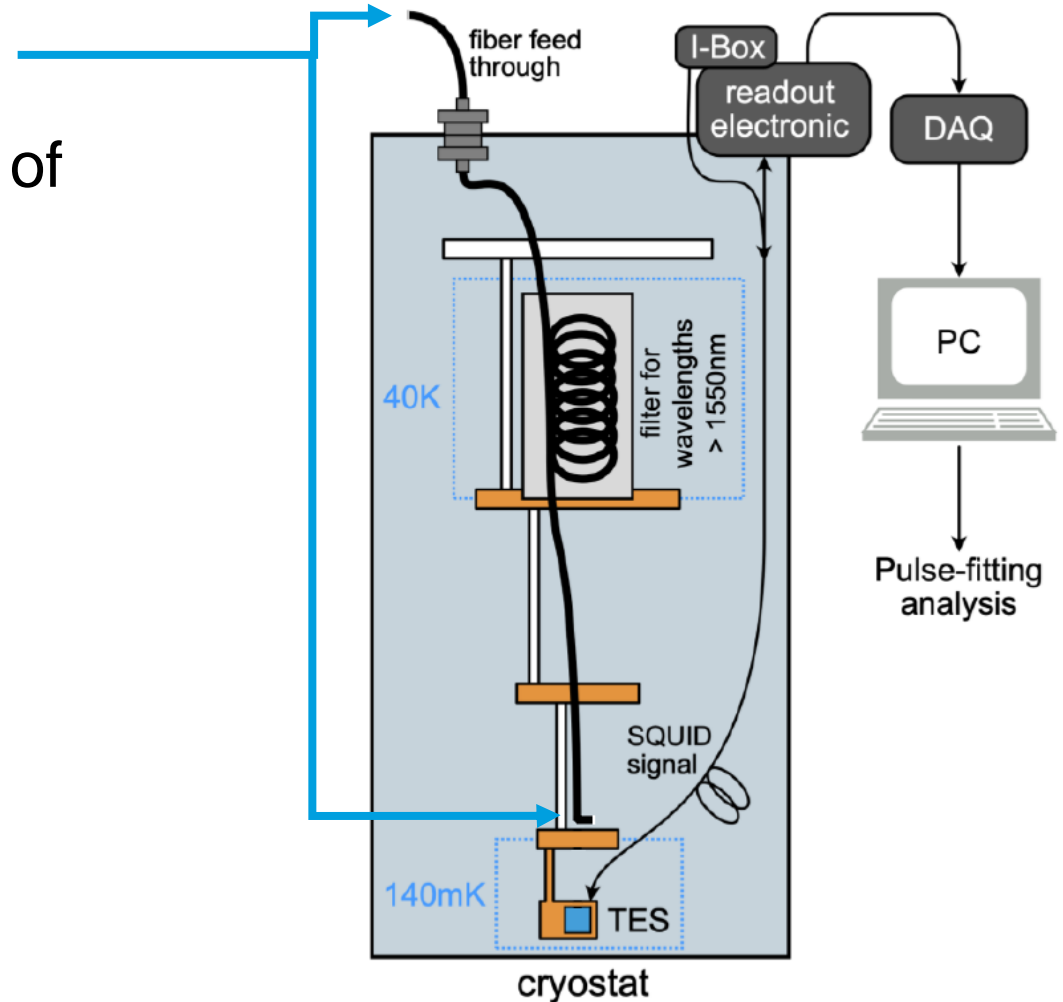 of
fiber feed
through
I-Box
readout
electronic
DAQ
PC
Pulse-fitting
analysis
40K
filter for
wavelengths
> 1550nm
SQUID
signal
140mK
TES
cryostat